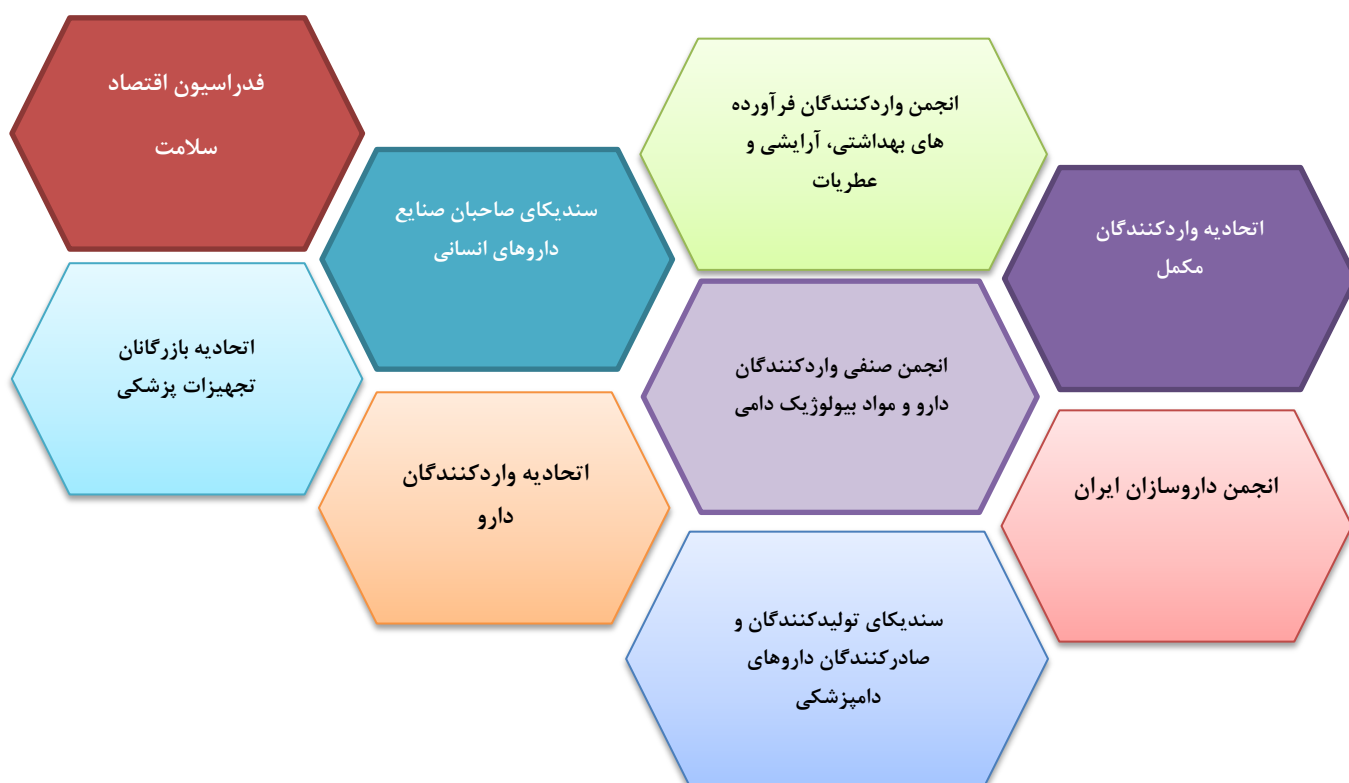 فدراسیون اقتصاد
سلامت
انجمن واردکنندگان فرآورده
های بهداشتی، آرایشی و
عطریات
سندیکای صاحبان صنایع
داروهای انسانی
اتحادیه واردکنندگان
مکمل
اتحادیه بازرگانان
تجهیزات پزشکی
انجمن صنفی واردکنندگان
دارو و مواد بیولوژیک دامی
اتحادیه واردکنندگان
دارو
انجمن داروسازان ایران
سندیکای تولیدکنندگان و
صادرکنندگان داروهای
دامپزشکی